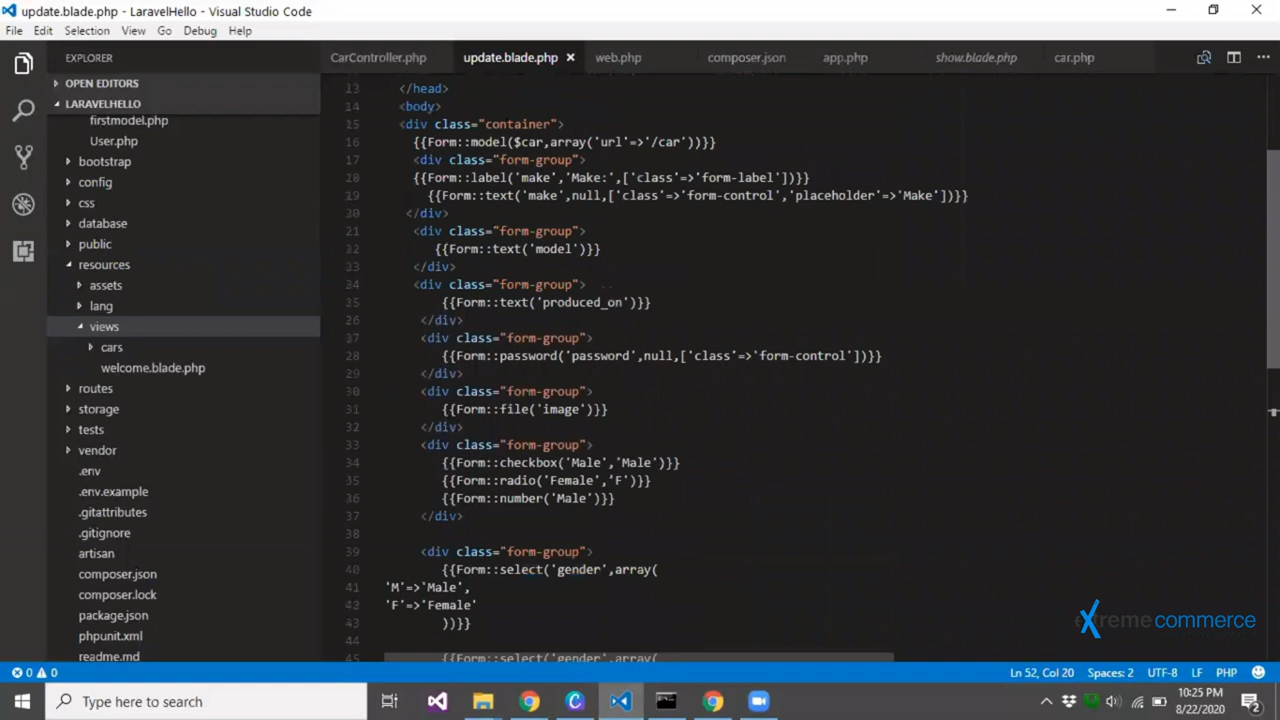 update.blade.php - LaravelHello - Visual Studio Code
File Edit Selection View Go Debug Help
EXPLORER
OPEN EDITORS
LARAVELHELLO
firstmodel.php
User.php
bootstrap
config
css
database
public
resources
assets
lang
views
cars
welcome.blade.php
routes
storage
tests
vendor
.env
.env.example
.gitattributes
.gitignore
artisan
composer.json
composer.lock
package.json
phpunit.xml
readme.md
CarController.php update.blade.php web.php composer.json app.php show.blade.php car.php
13 </head>
14 <body>
15 <div class="container">
16 {{Form::model($car,array('url'=>'/car'))}}
17 <div class="form-group">
18 {{Form::label('make','Make:',['class'=>'form-label'])}}
19 {{Form::text('make',null,['class'=>'form-control','placeholder'=>'Make'])}}
20 </div>
21 <div class="form-group">
22 {{Form::text('model')}}
23 </div>
24 <div class="form-group">
25 {{Form::text('produced_on')}}
26 </div>
27 <div class="form-group">
28 {{Form::password('password',null,['class'=>'form-control'])}}
29 </div>
30 <div class="form-group">
31 {{Form::file('image')}}
32 </div>
33 <div class="form-group">
34 {{Form::checkbox('Male','Male')}}
35 {{Form::radio('Female','F')}}
36 {{Form::number('Male')}}
37 </div>
38
39 <div class="form-group">
40 {{Form::select('gender',array(
41 'M'=>'Male',
42 'F'=>'Female'
43 ))}}
44
45 {{Form::select('gender',array(
extreme commerce
0 0 Ln 52, Col 20 Spaces: 2 UTF-8 LF PHP
Type here to search
10:25 PM
8/22/2020
2